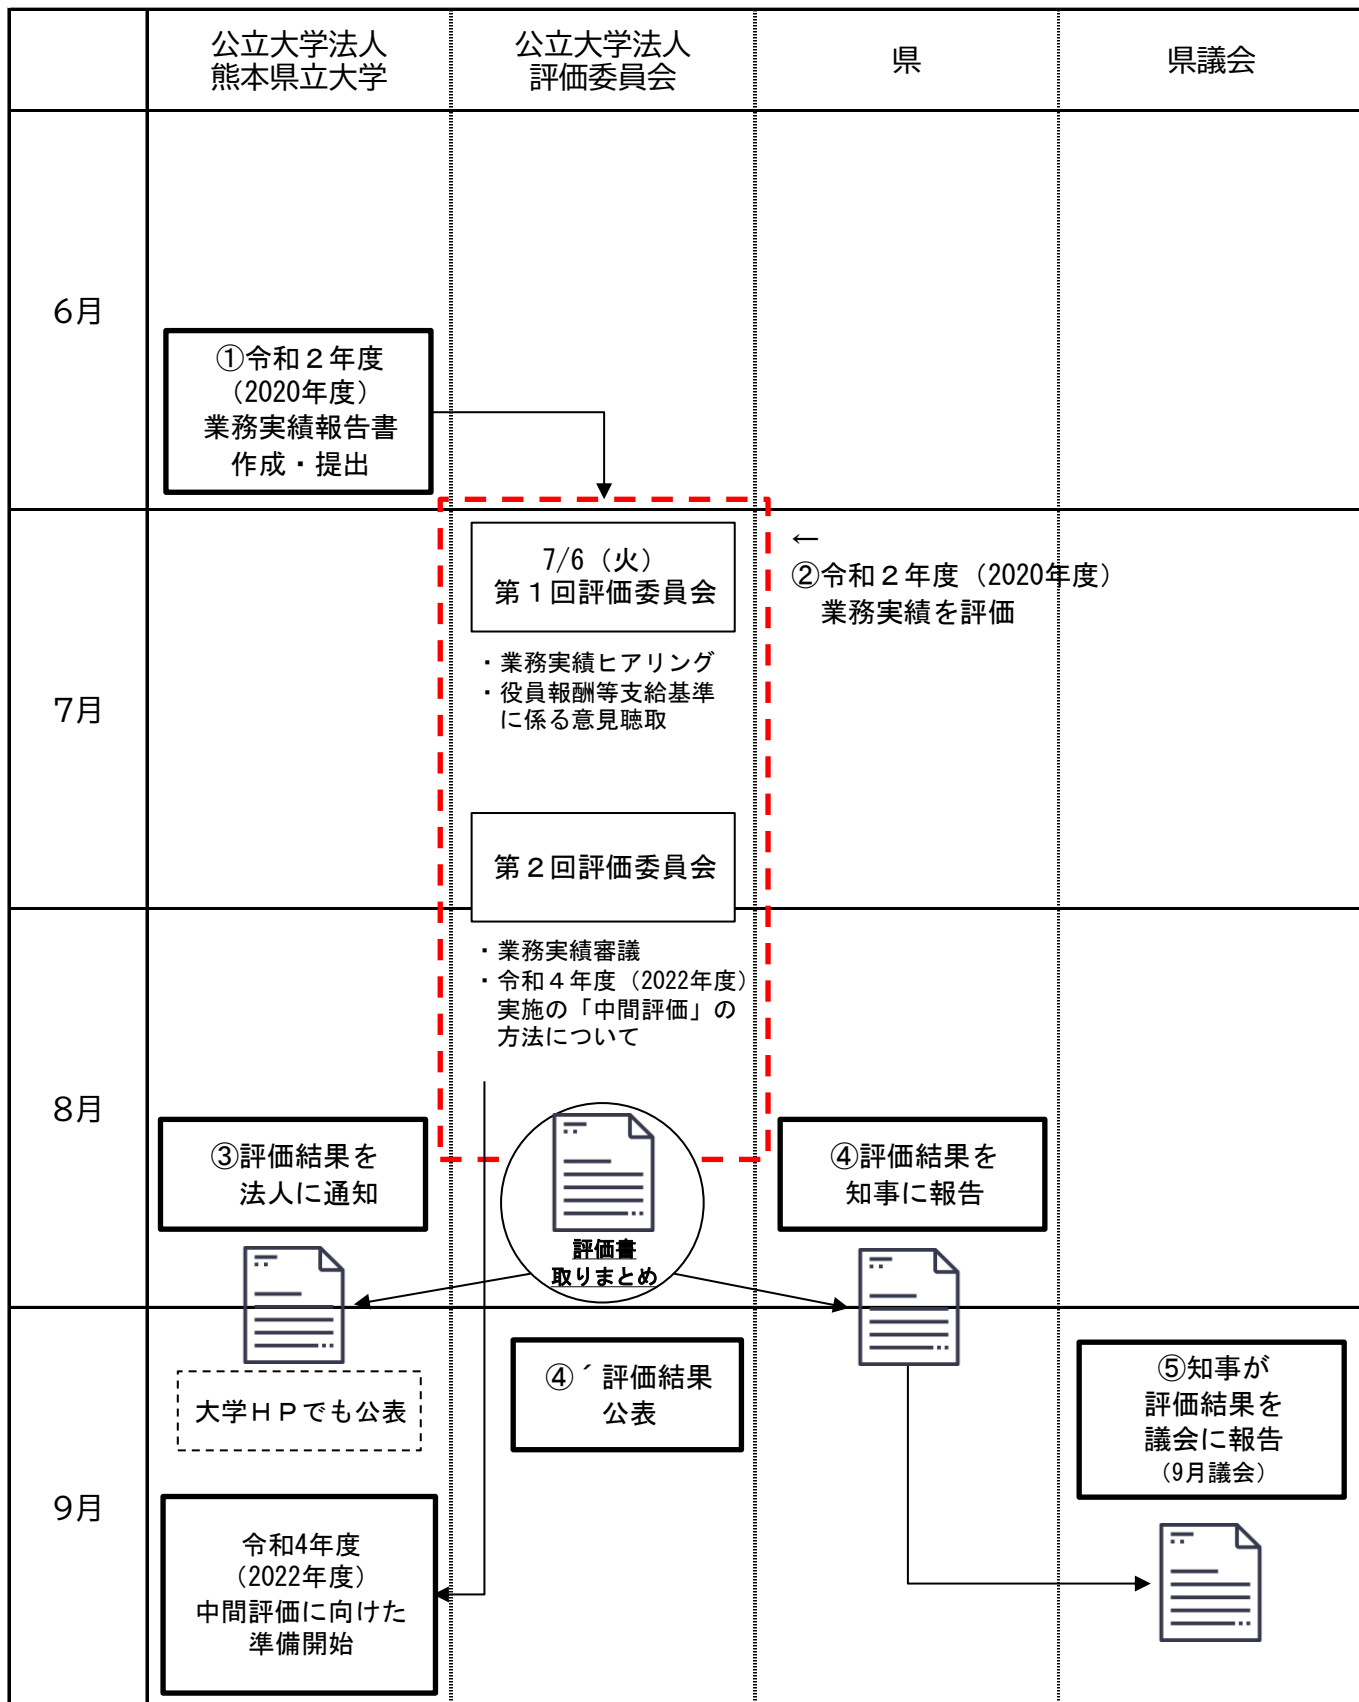 公立大学法人
熊本県立大学
公立大学法人
評価委員会
県
県議会
6月
①令和２年度
（2020年度）
業務実績報告書
作成・提出
7月
7/6（火）
第１回評価委員会
・業務実績ヒアリング
・役員報酬等支給基準
に係る意見聴取
←
②令和２年度（2020年度）
業務実績を評価
第２回評価委員会
8月
・業務実績審議
・令和４年度（2022年度）
実施の「中間評価」の
方法について
③評価結果を
法人に通知
評価書
取りまとめ
④評価結果を
知事に報告
9月
大学ＨＰでも公表
④´評価結果
公表
⑤知事が
評価結果を
議会に報告
（9月議会）
令和4年度
（2022年度）
中間評価に向けた
準備開始